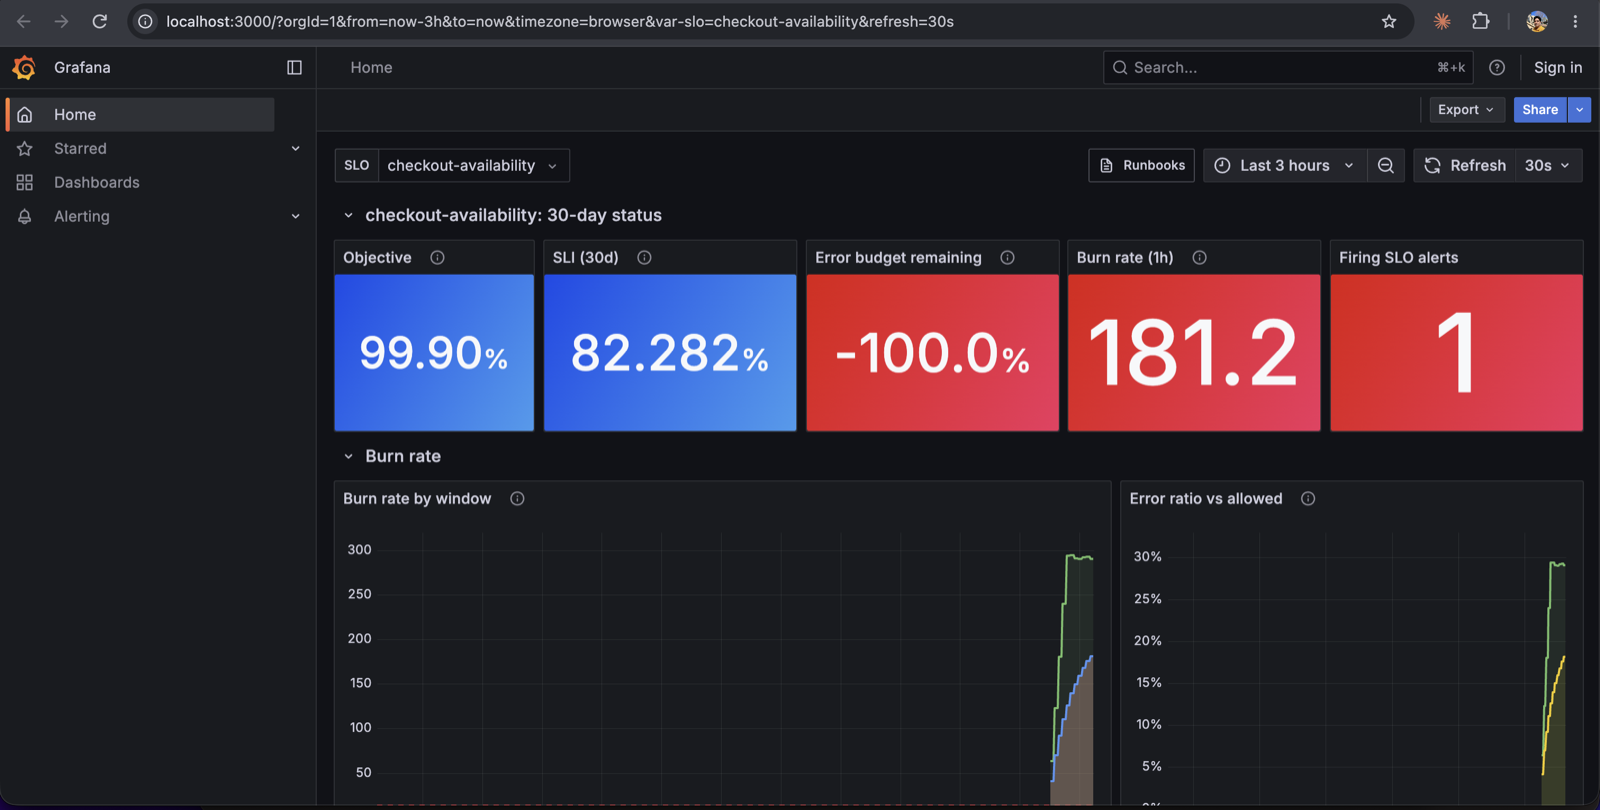 localhost:3000/?orgId=1&from=now-3h&to=now&timezone=browser&var-slo=checkout-availability&refresh=30s
Grafana
Home
Search...
⌘+k
Sign in
Home
Starred
Dashboards
Alerting
Export
Share
SLO
checkout-availability
Runbooks
Last 3 hours
Refresh
30s
checkout-availability: 30-day status
Objective
99.90%
SLI (30d)
82.282%
Error budget remaining
-100.0%
Burn rate (1h)
181.2
Firing SLO alerts
1
Burn rate
Burn rate by window
300
250
200
150
100
50
Error ratio vs allowed
30%
25%
20%
15%
10%
5%